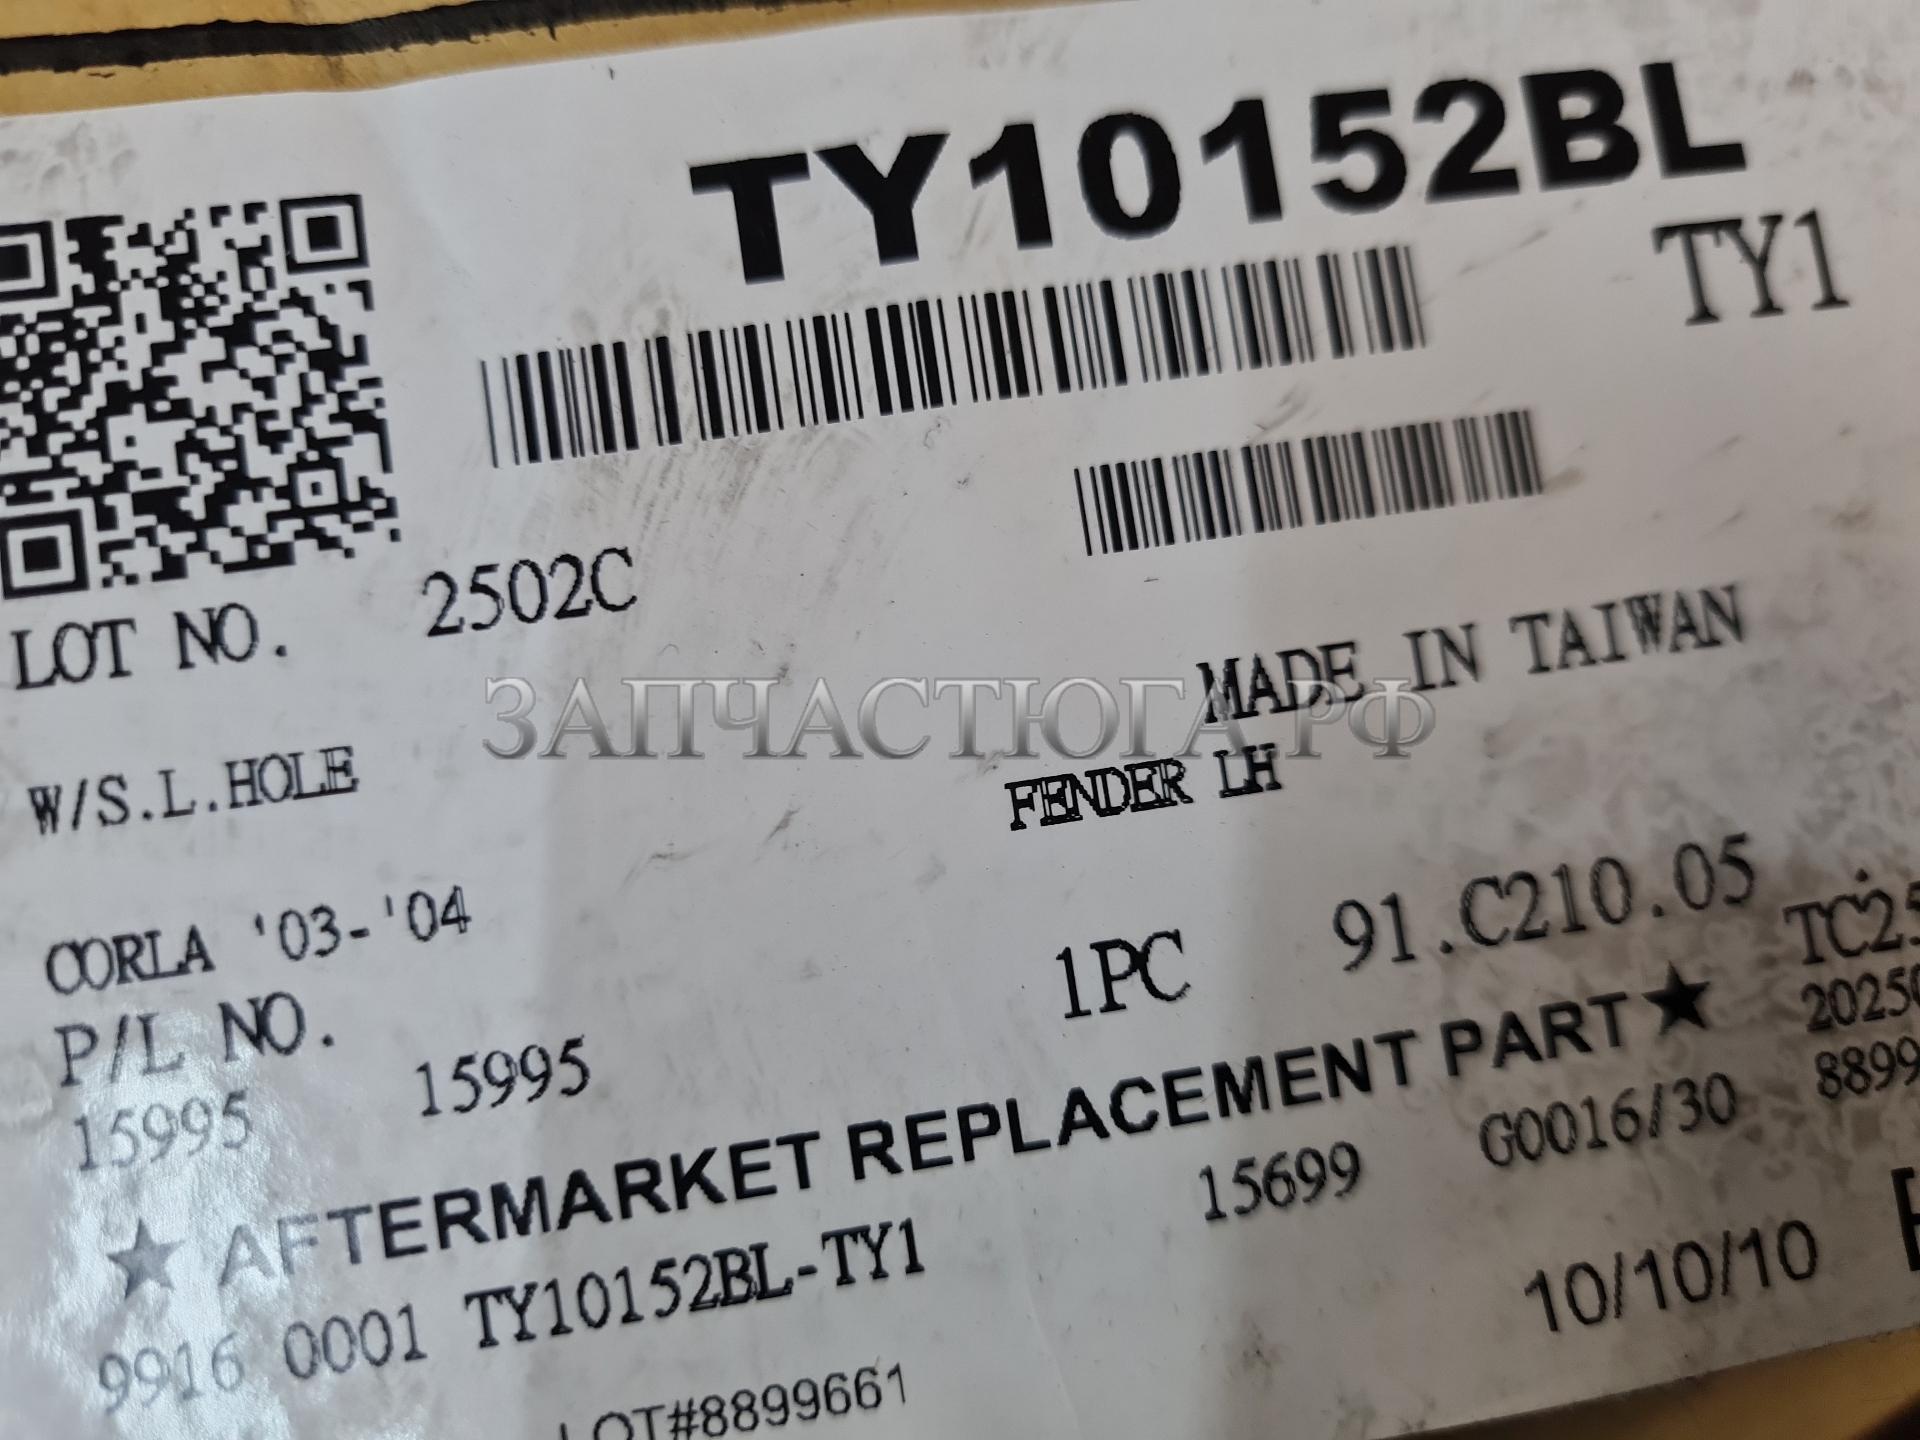 TY10152BL
TY1
LOT NO. 2502C
MADE IN TAIWAN
ЗАПЧАСТЮГА.РФ
W/S.L.HOLE
FENDER LH
CORLA '03-'04
1PC 91.C210.05
P/L NO. 15995
15995
★ AFTERMARKET REPLACEMENT PART ★
15699 G0016/30
9916 0001 TY10152BL-TY1
10/10/10
LOT#8899661